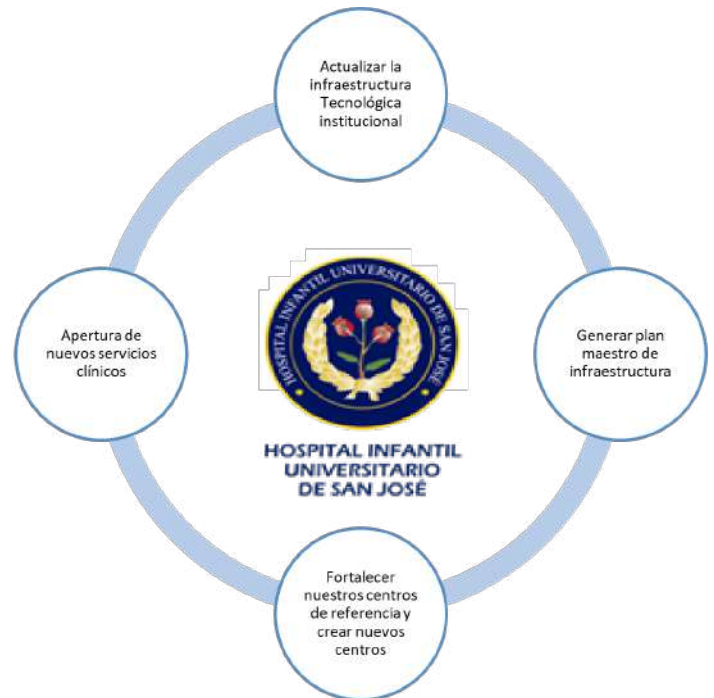 Actualizar la
infraestructura
Tecnológica
institucional
Apertura de
nuevos servicios
clínicos
HOSPITAL INFANTIL UNIVERSITARIO DE SAN JOSÉ
Generar plan
maestro de
infraestructura
HOSPITAL INFANTIL
UNIVERSITARIO
DE SAN JOSÉ
Fortalecer
nuestros centros
de referencia y
crear nuevos
centros